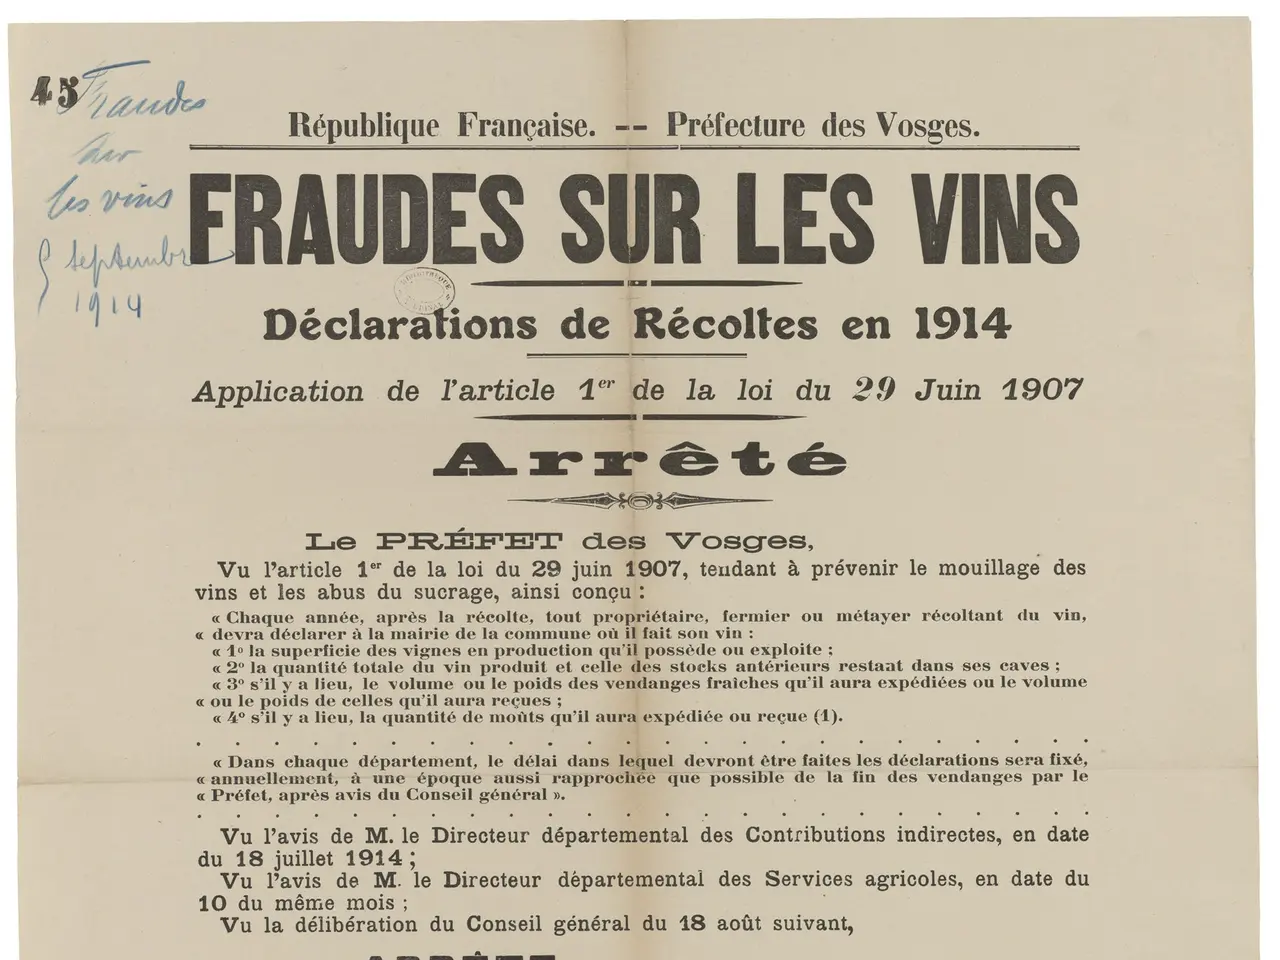 45 Fraudes
sur
les vins
9 septembre
1914
République Française. -- Préfecture des Vosges.
FRAUDES SUR LES VINS
Déclarations de Récoltes en 1914
Application de l'article 1er de la loi du 29 Juin 1907
Arrêté
Le PRÉFET des Vosges,
Vu l'article 1er de la loi du 29 juin 1907, tendant à prévenir le mouillage des
vins et les abus du sucrage, ainsi conçu :
« Chaque année, après la récolte, tout propriétaire, fermier ou métayer récoltant du vin,
« devra déclarer à la mairie de la commune où il fait son vin :
« 1º la superficie des vignes en production qu'il possède ou exploite ;
« 2º la quantité totale du vin produit et celle des stocks antérieurs restant dans ses caves ;
« 3º s'il y a lieu, le volume ou le poids des vendanges fraîches qu'il aura expédiées ou le volume
« ou le poids de celles qu'il aura reçues ;
« 4º s'il y a lieu, la quantité de moûts qu'il aura expédiée ou reçue (1).
. . . . . . . . . . . . . . . . . . . . . . . .
« Dans chaque département, le délai dans lequel devront être faites les déclarations sera fixé,
« annuellement, à une époque aussi rapprochée que possible de la fin des vendanges par le
« Préfet, après avis du Conseil général ».
. . . . . . . . . . . . . . . . . . . . . . . .
Vu l'avis de M. le Directeur départemental des Contributions indirectes, en date
du 18 juillet 1914 ;
Vu l'avis de M. le Directeur départemental des Services agricoles, en date du
10 du même mois ;
Vu la délibération du Conseil général du 18 août suivant,
ARRÊTE